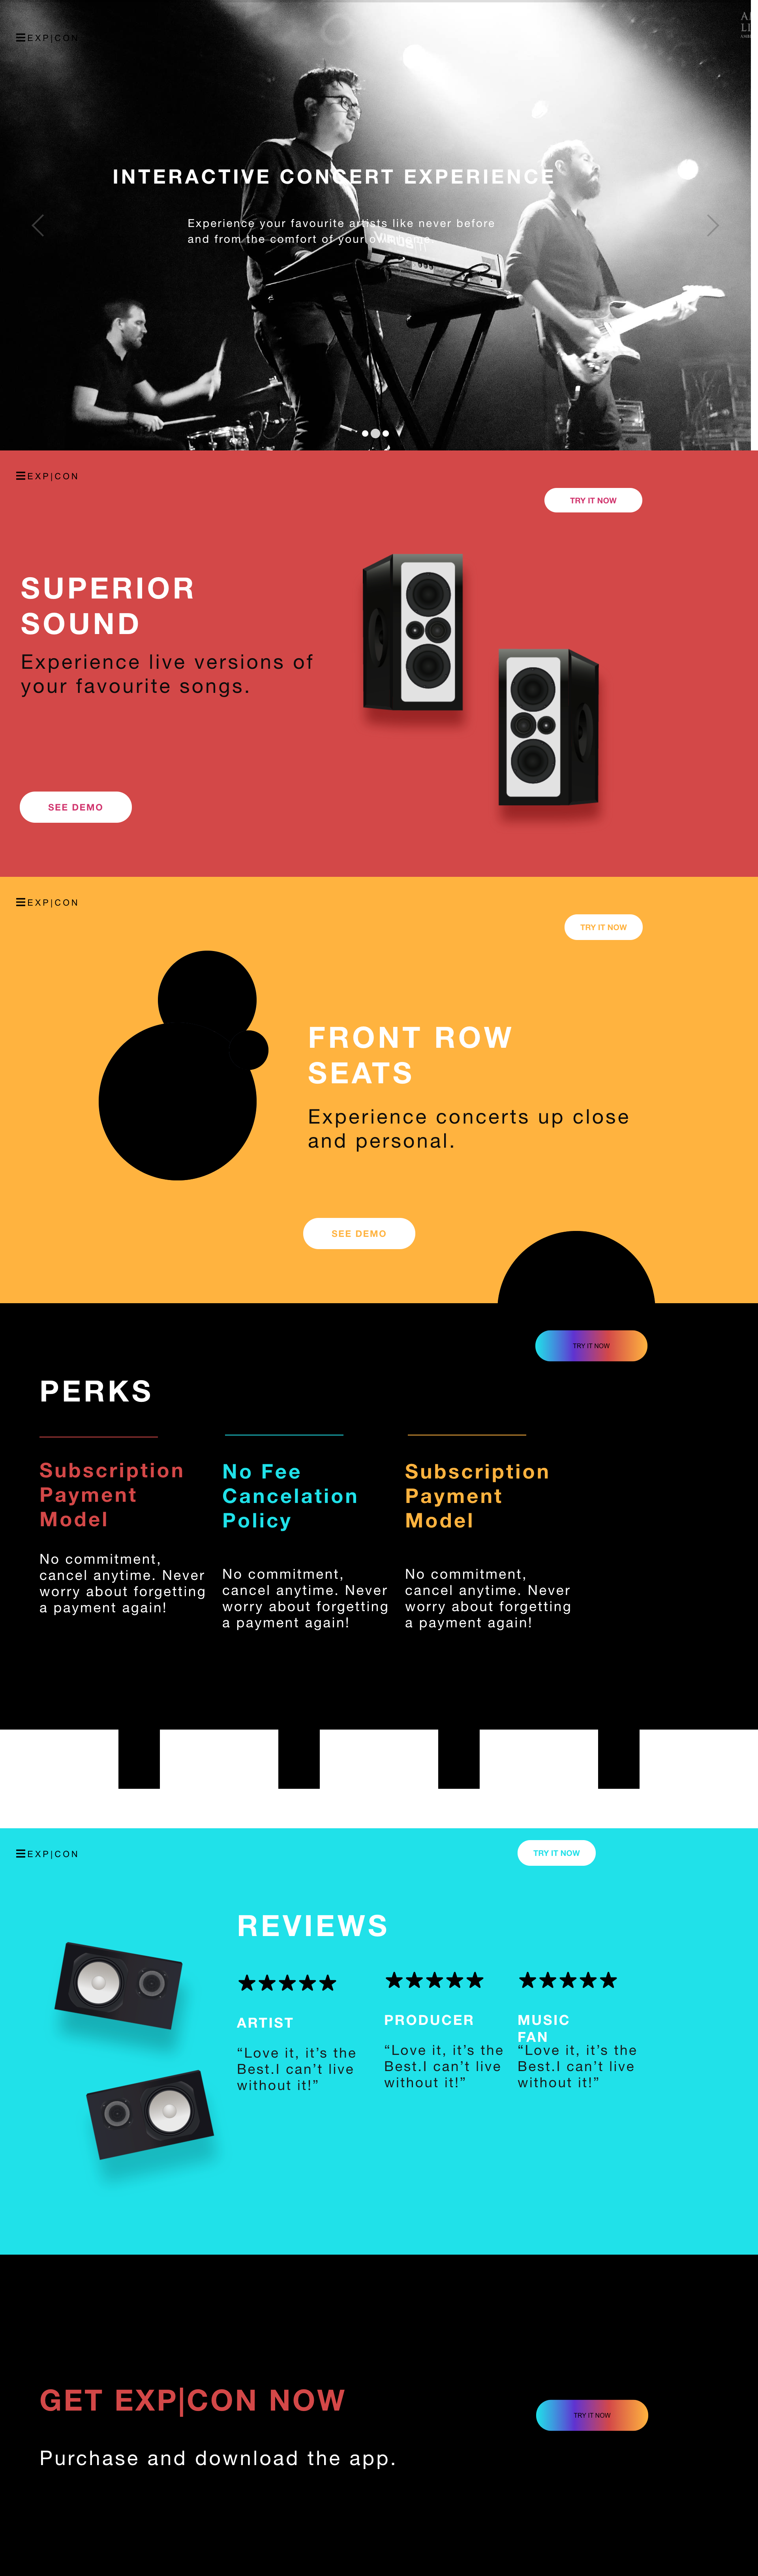 EXP|CON
INTERACTIVE CONCERT EXPERIENCE
Experience your favourite artists like never before
and from the comfort of your own home.
EXP|CON
TRY IT NOW
SUPERIOR
SOUND
Experience live versions of
your favourite songs.
SEE DEMO
EXP|CON
TRY IT NOW
FRONT ROW
SEATS
Experience concerts up close
and personal.
SEE DEMO
TRY IT NOW
PERKS
Subscription
Payment
Model
No commitment,
cancel anytime. Never
worry about forgetting
a payment again!
No Fee
Cancelation
Policy
No commitment,
cancel anytime. Never
worry about forgetting
a payment again!
Subscription
Payment
Model
No commitment,
cancel anytime. Never
worry about forgetting
a payment again!
EXP|CON
TRY IT NOW
REVIEWS
ARTIST
“Love it, it’s the
Best.I can’t live
without it!”
PRODUCER
“Love it, it’s the
Best.I can’t live
without it!”
MUSIC
FAN
“Love it, it’s the
Best.I can’t live
without it!”
GET EXP|CON NOW
TRY IT NOW
Purchase and download the app.